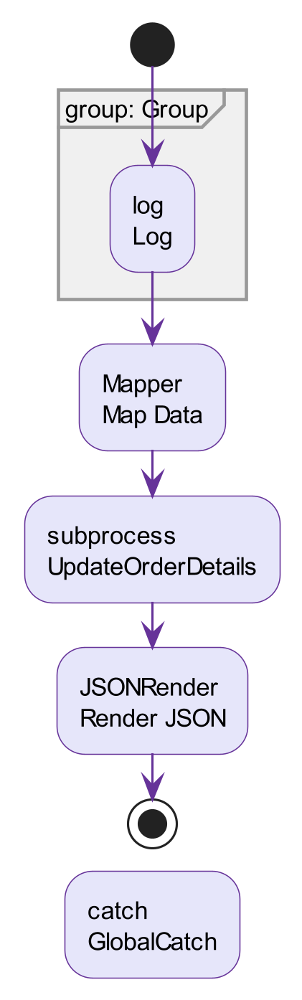 group: Group
log
Log
Mapper
Map Data
subprocess
UpdateOrderDetails
JSONRender
Render JSON
catch
GlobalCatch